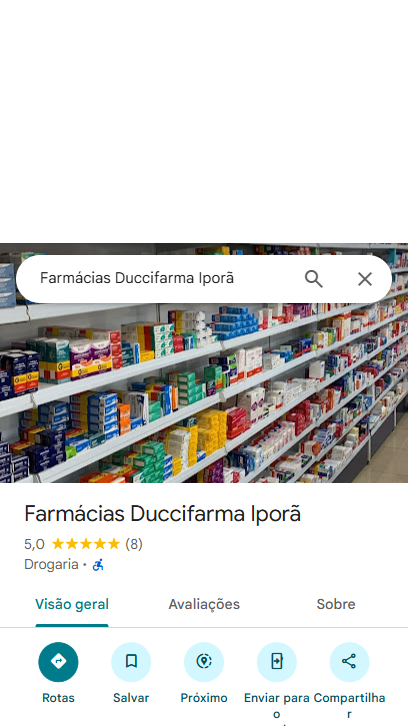 Farmácias Duccifarma Iporã
Farmácias Duccifarma Iporã
5,0 (8)
Drogaria ·
Visão geral Avaliações Sobre
Rotas Salvar Próximo Enviar para o Compartilhar